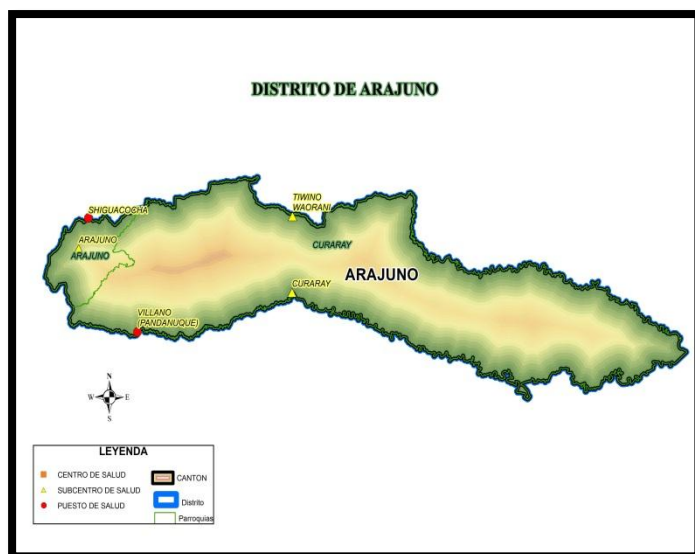 DISTRITO DE ARAJUNO
TIWINO
WAORANI
SHIGUACOCHA
ARAJUNO
ARAJUNO
CURARAY
ARAJUNO
CURARAY
VILLANO
(PANDANUQUE)
N
W E
S
LEYENDA
CENTRO DE SALUD
SUBCENTRO DE SALUD
PUESTO DE SALUD
CANTON
Distrito
Parroquias